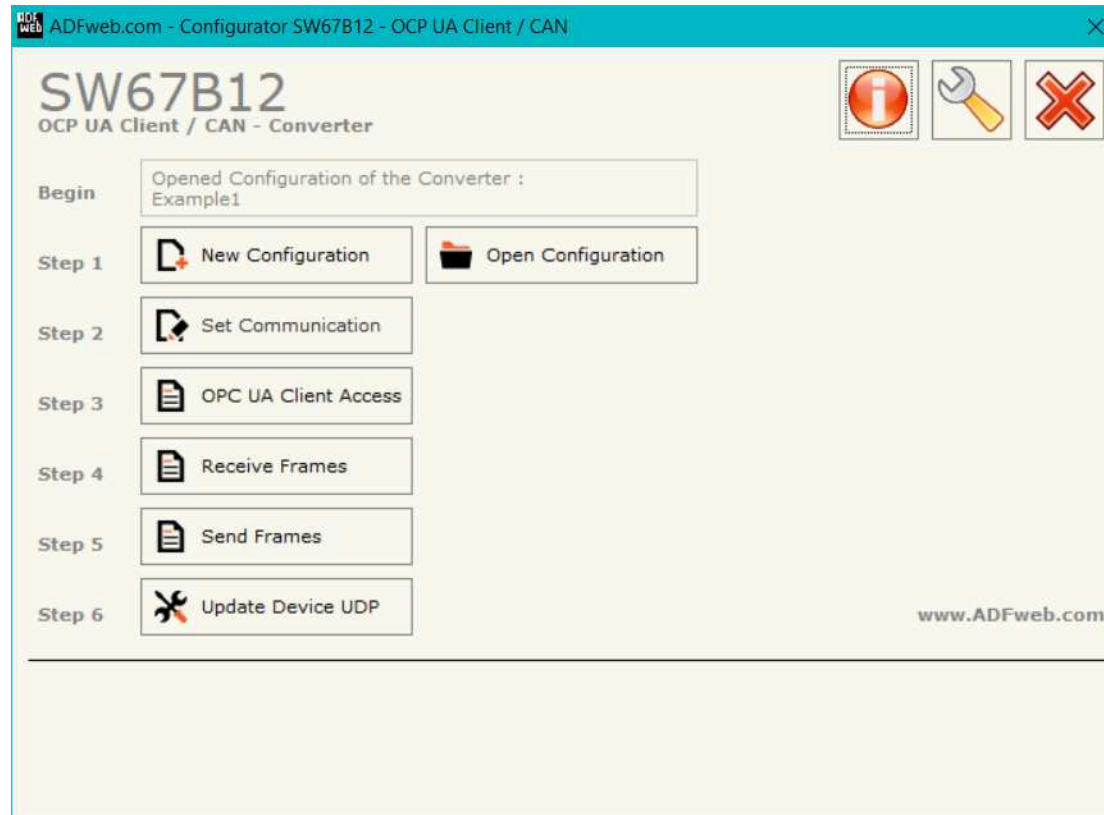 ADF
WEB
ADFweb.com - Configurator SW67B12 - OCP UA Client / CAN
SW67B12
OCP UA Client / CAN - Converter
Begin
Opened Configuration of the Converter :
Example1
Step 1
New Configuration
Open Configuration
Step 2
Set Communication
Step 3
OPC UA Client Access
Step 4
Receive Frames
Step 5
Send Frames
Step 6
Update Device UDP
www.ADFweb.com